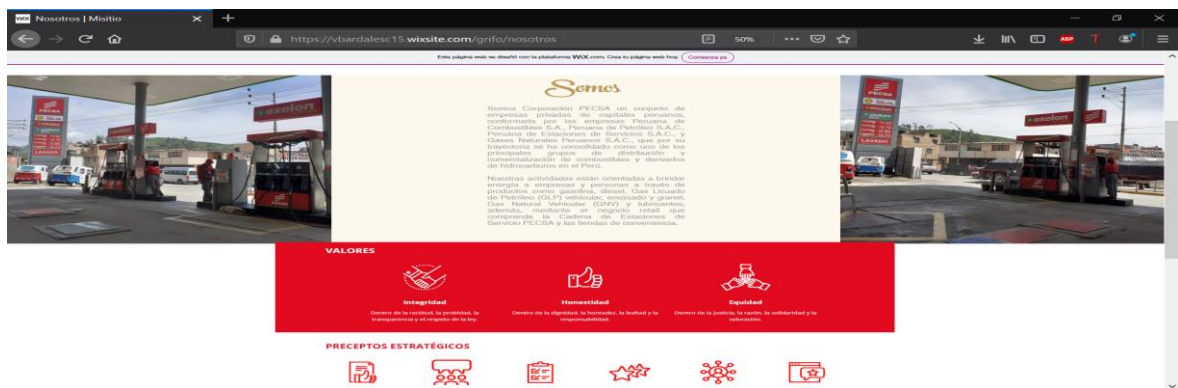 WIX Nosotros | Misitio
https://vbardalesc15.wixsite.com/grifo/nosotros
50%
ABP
T
Esta página web se diseñó con la plataforma WiX.com. Crea tu página web hoy. Comienza ya
Somos
Somos Corporación PECSA un conjunto de
empresas privadas de capitales peruanos,
conformada por las empresas Peruana de
Combustibles S.A., Peruana de Petróleo S.A.C.,
Peruana de Estaciones de Servicios S.A.C., y
Gases Naturales Peruanos S.A.C., que por su
trayectoria se ha consolidado como uno de los
principales grupos de distribución y
comercialización de combustibles y derivados
de hidrocarburos en el Perú.
Nuestras actividades están orientadas a brindar
energía a empresas y personas a través de
productos como gasolina, diesel, Gas Licuado
de Petróleo (GLP) vehicular, envasado y granel,
Gas Natural Vehicular (GNV) y lubricantes,
además, mediante el negocio retail que
comprende la Cadena de Estaciones de
Servicio PECSA y las tiendas de conveniencia.
PECSA
LAVADO
exelon
PECSA
LAVADO
exelon
VALORES
Integridad
Dentro de la rectitud, la probidad, la
transparencia y el respeto de la ley.
Honestidad
Dentro de la dignidad, la honradez, la lealtad y la
responsabilidad.
Equidad
Dentro de la justicia, la razón, la solidaridad y la
valoración.
PRECEPTOS ESTRATÉGICOS